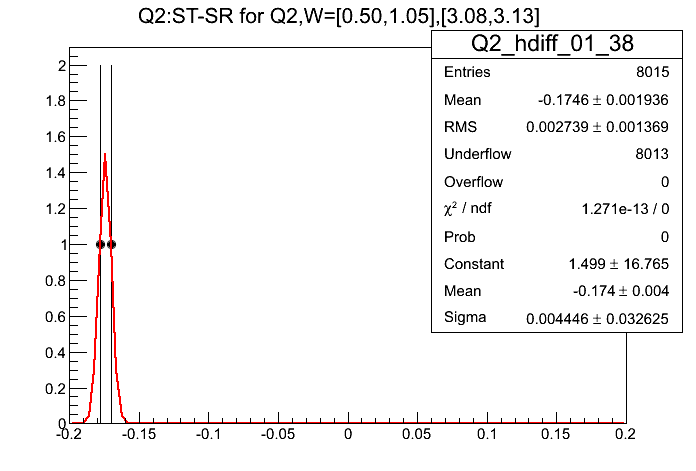 Q2:ST-SR for Q2,W=[0.50,1.05],[3.08,3.13]
Q2_hdiff_01_38
Entries 8015
Mean -0.1746 ± 0.001936
RMS 0.002739 ± 0.001369
Underflow 8013
Overflow 0
χ² / ndf 1.271e-13 / 0
Prob 0
Constant 1.499 ± 16.765
Mean -0.174 ± 0.004
Sigma 0.004446 ± 0.032625
2
1.8
1.6
1.4
1.2
1
0.8
0.6
0.4
0.2
0
-0.2 -0.15 -0.1 -0.05 0 0.05 0.1 0.15 0.2